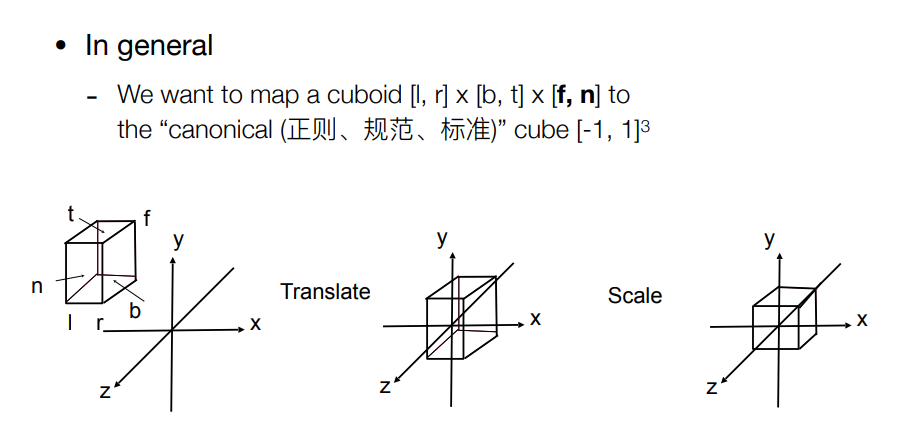 • In general
- We want to map a cuboid [l, r] x [b, t] x [f, n] to
the “canonical (正则、规范、标准)” cube [-1, 1]³
t
f
y
n
Translate
b
l
r
x
z
y
x
z
Scale
y
x
z